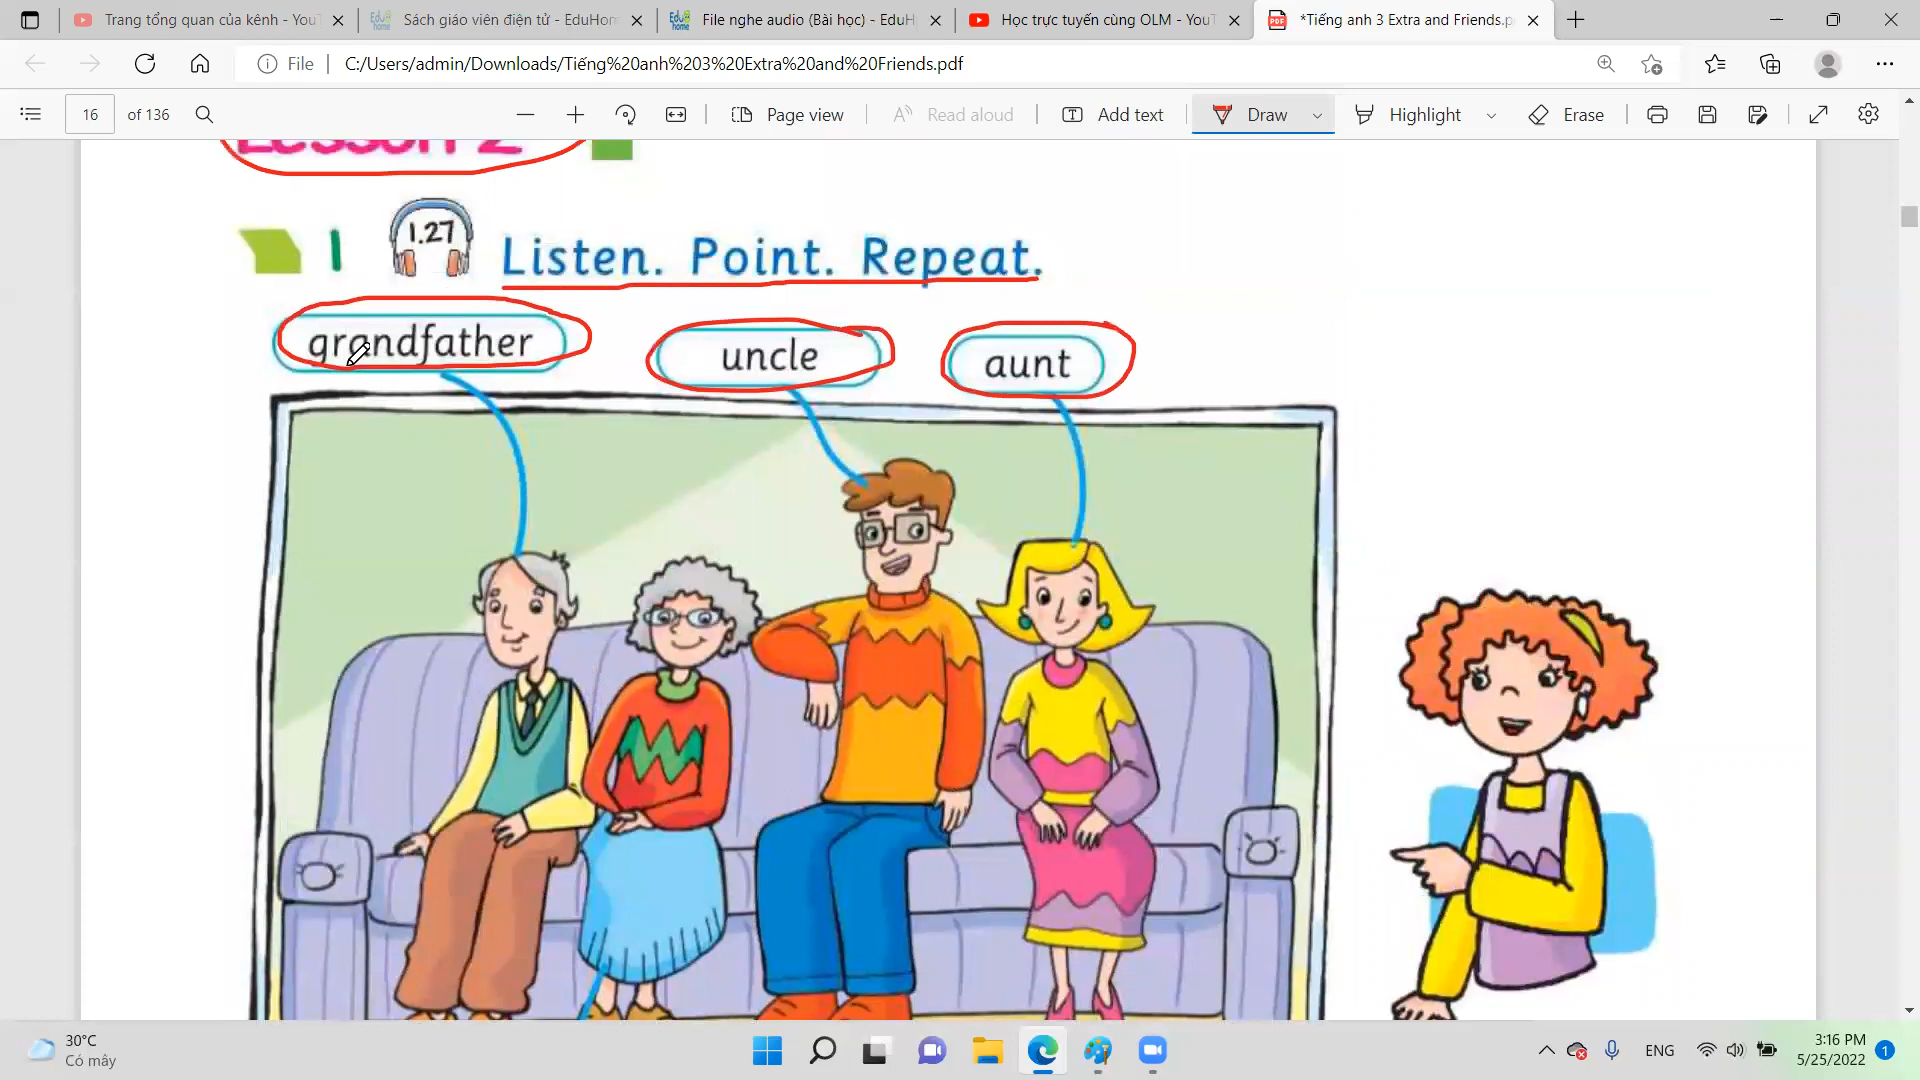 Trang tổng quan của kênh - YouT
Sách giáo viên điện tử - EduHom
File nghe audio (Bài học) - EduH
Học trực tuyến cùng OLM - YouT
*Tiếng anh 3 Extra and Friends.p
File
C:/Users/admin/Downloads/Tiếng%20anh%203%20Extra%20and%20Friends.pdf
16 of 136
Page view
Read aloud
Add text
Draw
Highlight
Erase
Lesson 2
1 1.27 Listen. Point. Repeat.
grandfather
uncle
aunt
30°C
Có mây
ENG
3:16 PM
5/25/2022
1